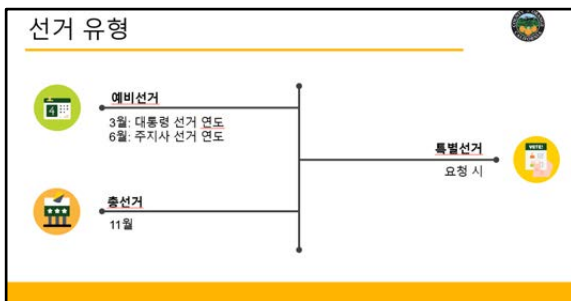 선거 유형
예비선거
3월: 대통령 선거 연도
6월: 주지사 선거 연도
특별선거
요청 시
총선거
11월
4
VOTE!